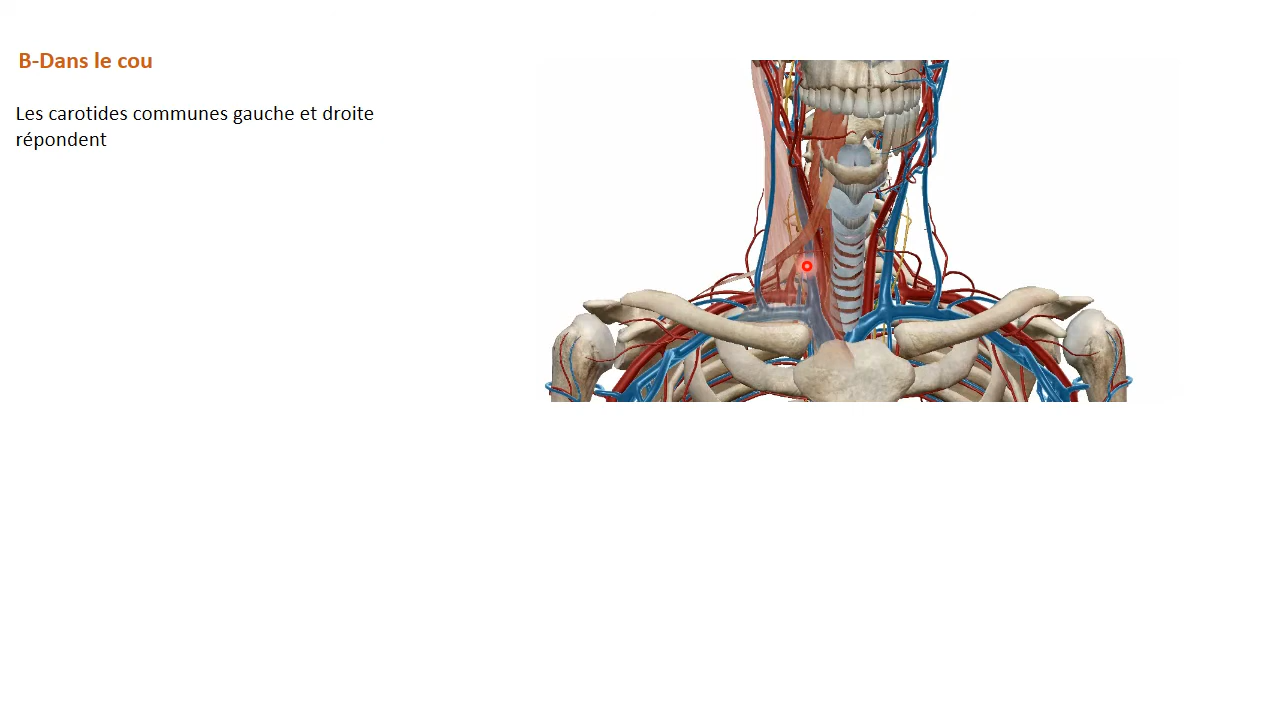 B-Dans le cou
Les carotides communes gauche et droite
répondent